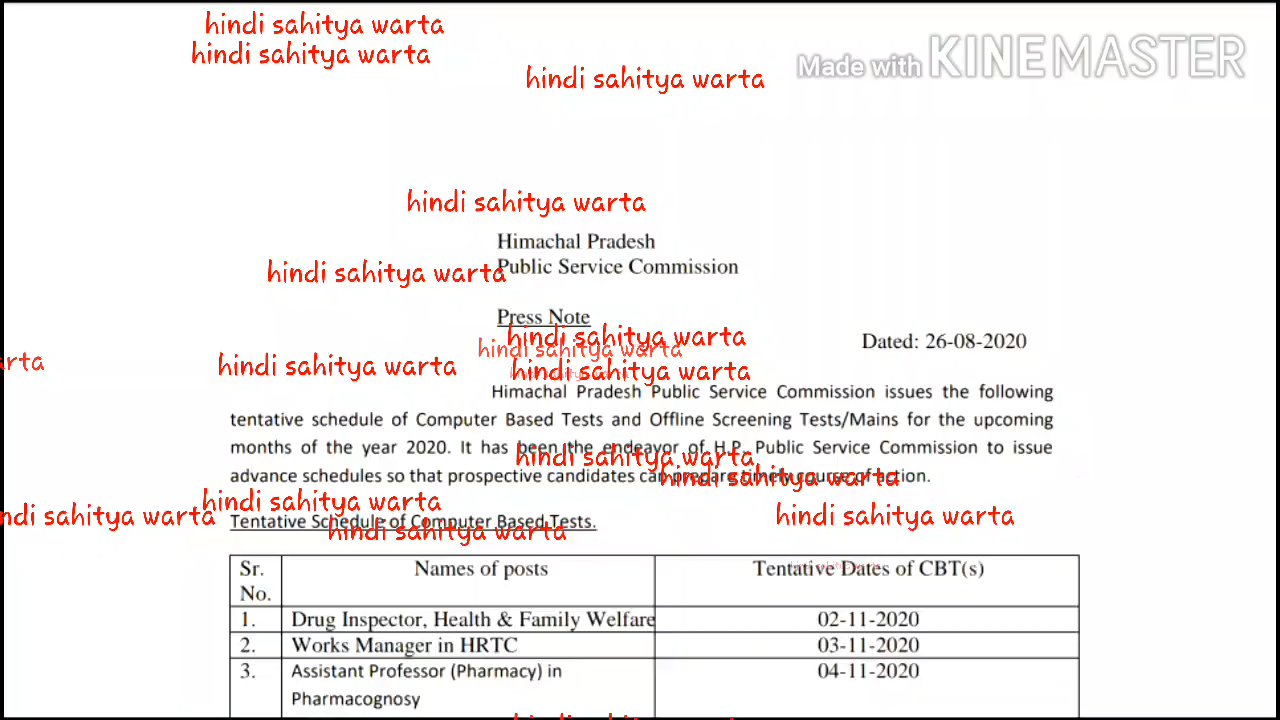 hindi sahitya warta
hindi sahitya warta
hindi sahitya warta
Made with KINEMASTER
hindi sahitya warta
Himachal Pradesh
hindi sahitya warta
Public Service Commission
Press Note
hindi sahitya warta
Dated: 26-08-2020
hindi sahitya warta
arta
hindi sahitya warta
hindi sahitya warta
Himachal Pradesh Public Service Commission issues the following
tentative schedule of Computer Based Tests and Offline Screening Tests/Mains for the upcoming
months of the year 2020. It has been the endeavor of H.P. Public Service Commission to issue
hindi sahitya warta
advance schedules so that prospective candidates can prepare timely course of action.
hindi sahitya warta
hindi sahitya warta
ndi sahitya warta
hindi sahitya warta
Tentative Schedule of Computer Based Tests.
hindi sahitya warta
Sr. No. Names of posts Tentative Dates of CBT(s)
1. Drug Inspector, Health & Family Welfare 02-11-2020
2. Works Manager in HRTC 03-11-2020
3. Assistant Professor (Pharmacy) in 04-11-2020
Pharmacognosy